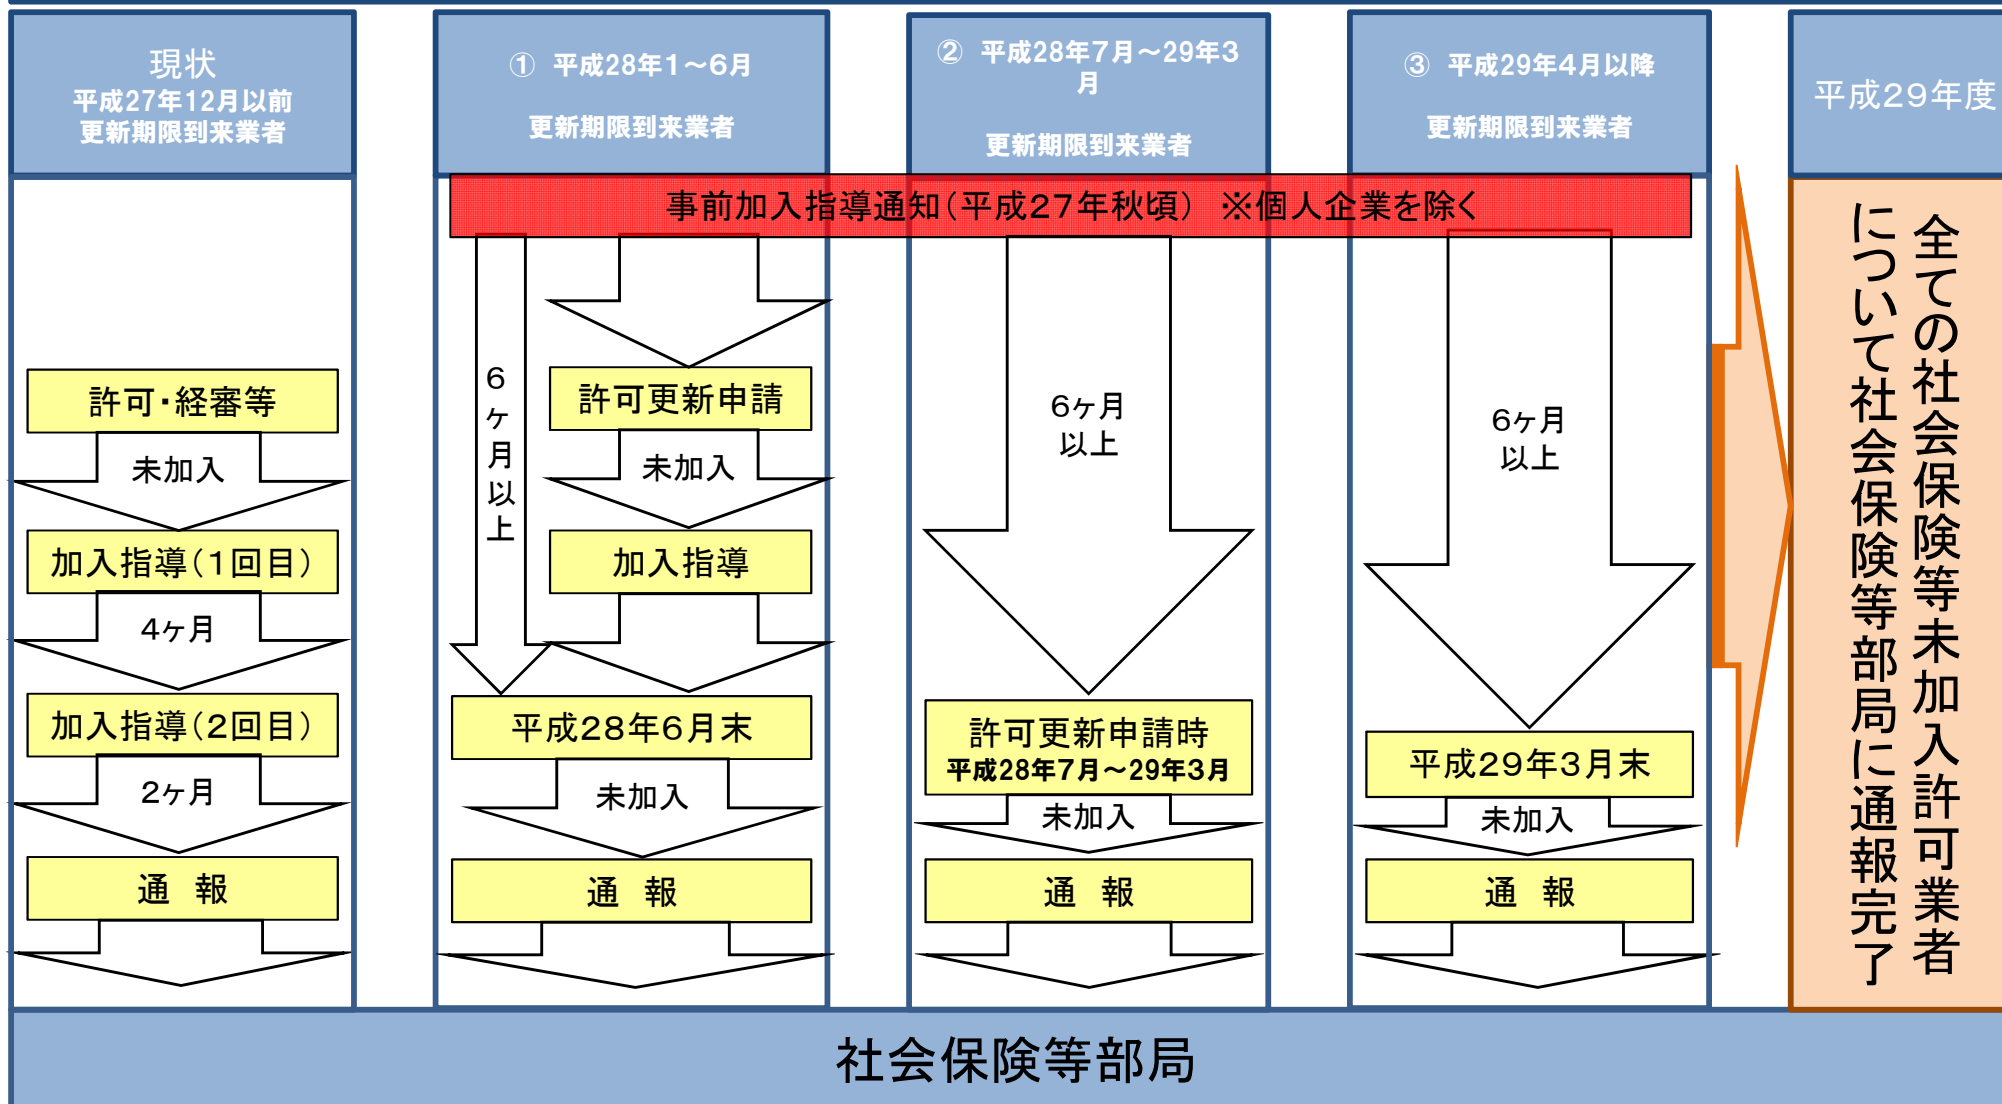 現状
平成27年12月以前
更新期限到来業者
① 平成28年1～6月
更新期限到来業者
② 平成28年7月～29年3
月
更新期限到来業者
③ 平成29年4月以降
更新期限到来業者
平成29年度
事前加入指導通知(平成27年秋頃) ※個人企業を除く
許可・経審等
未加入
加入指導(1回目)
4ヶ月
加入指導(2回目)
2ヶ月
通 報
6ヶ月以上
許可更新申請
未加入
加入指導
平成28年6月末
未加入
通 報
6ヶ月
以上
許可更新申請時
平成28年7月～29年3月
未加入
通 報
6ヶ月
以上
平成29年3月末
未加入
通 報
全ての社会保険等未加入許可業者
について社会保険等部局に通報完了
社会保険等部局